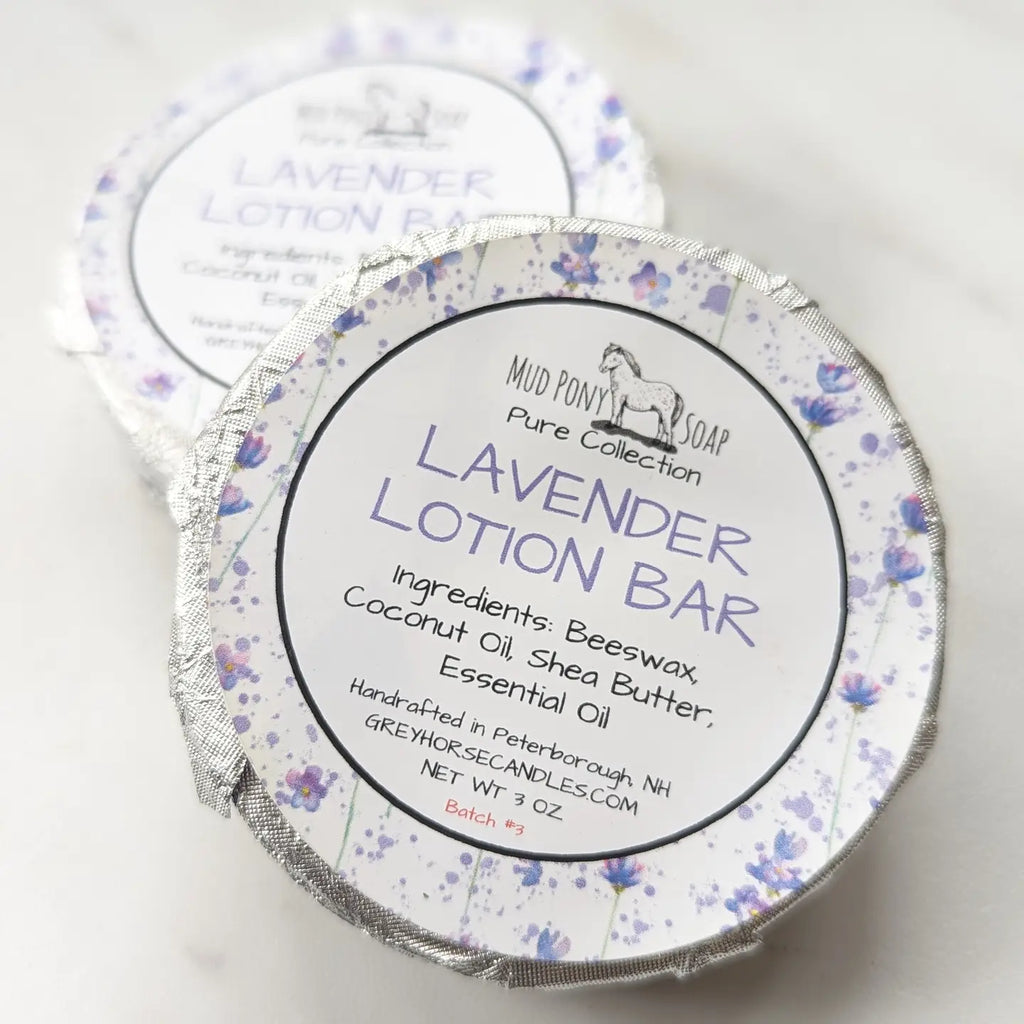 MUD PONY SOAP
Pure Collection
LAVENDER
LOTION BAR
Ingredients: Beeswax,
Coconut Oil, Shea Butter,
Essential Oil
Handrafted in Peterborough, NH
GREYHORSECANDLES.COM
NET WT 3 OZ
Batch #3
Pure Collection
LAVENDER
LOTION BA
Ingredients
Coconut Oil